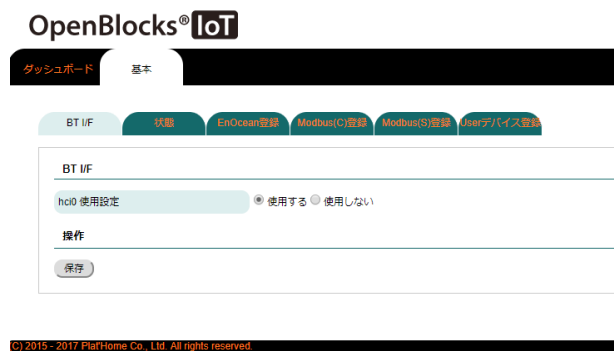 OpenBlocks® IoT
ダッシュボード 基本
BT I/F 状態 EnOcean登録 Modbus(C)登録 Modbus(S)登録 Userデバイス登録
BT I/F
hci0 使用設定 使用する 使用しない
操作
保存
(C) 2015 - 2017 Plat'Home Co., Ltd. All rights reserved.